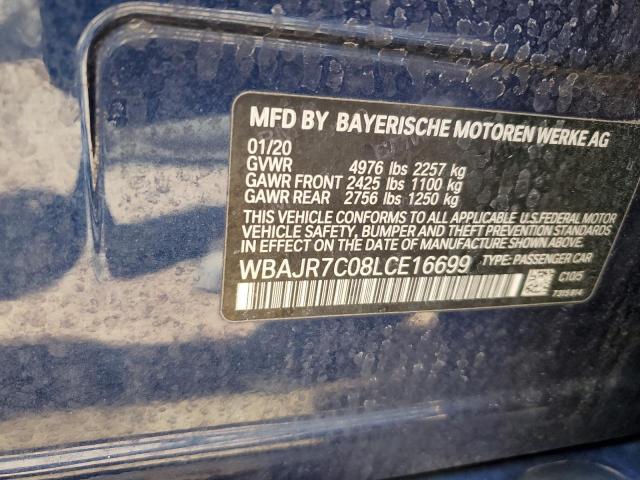 MFD BY BAYERISCHE MOTOREN WERKE AG
01/20
GVWR 4976 lbs 2257 kg
GAWR FRONT 2425 lbs 1100 kg
GAWR REAR 2756 lbs 1250 kg
THIS VEHICLE CONFORMS TO ALL APPLICABLE U.S. FEDERAL MOTOR
VEHICLE SAFETY, BUMPER AND THEFT PREVENTION STANDARDS
IN EFFECT ON THE DATE OF MANUFACTURE SHOWN ABOVE.
WBAJR7C08LCE16699 TYPE: PASSENGER CAR
C105